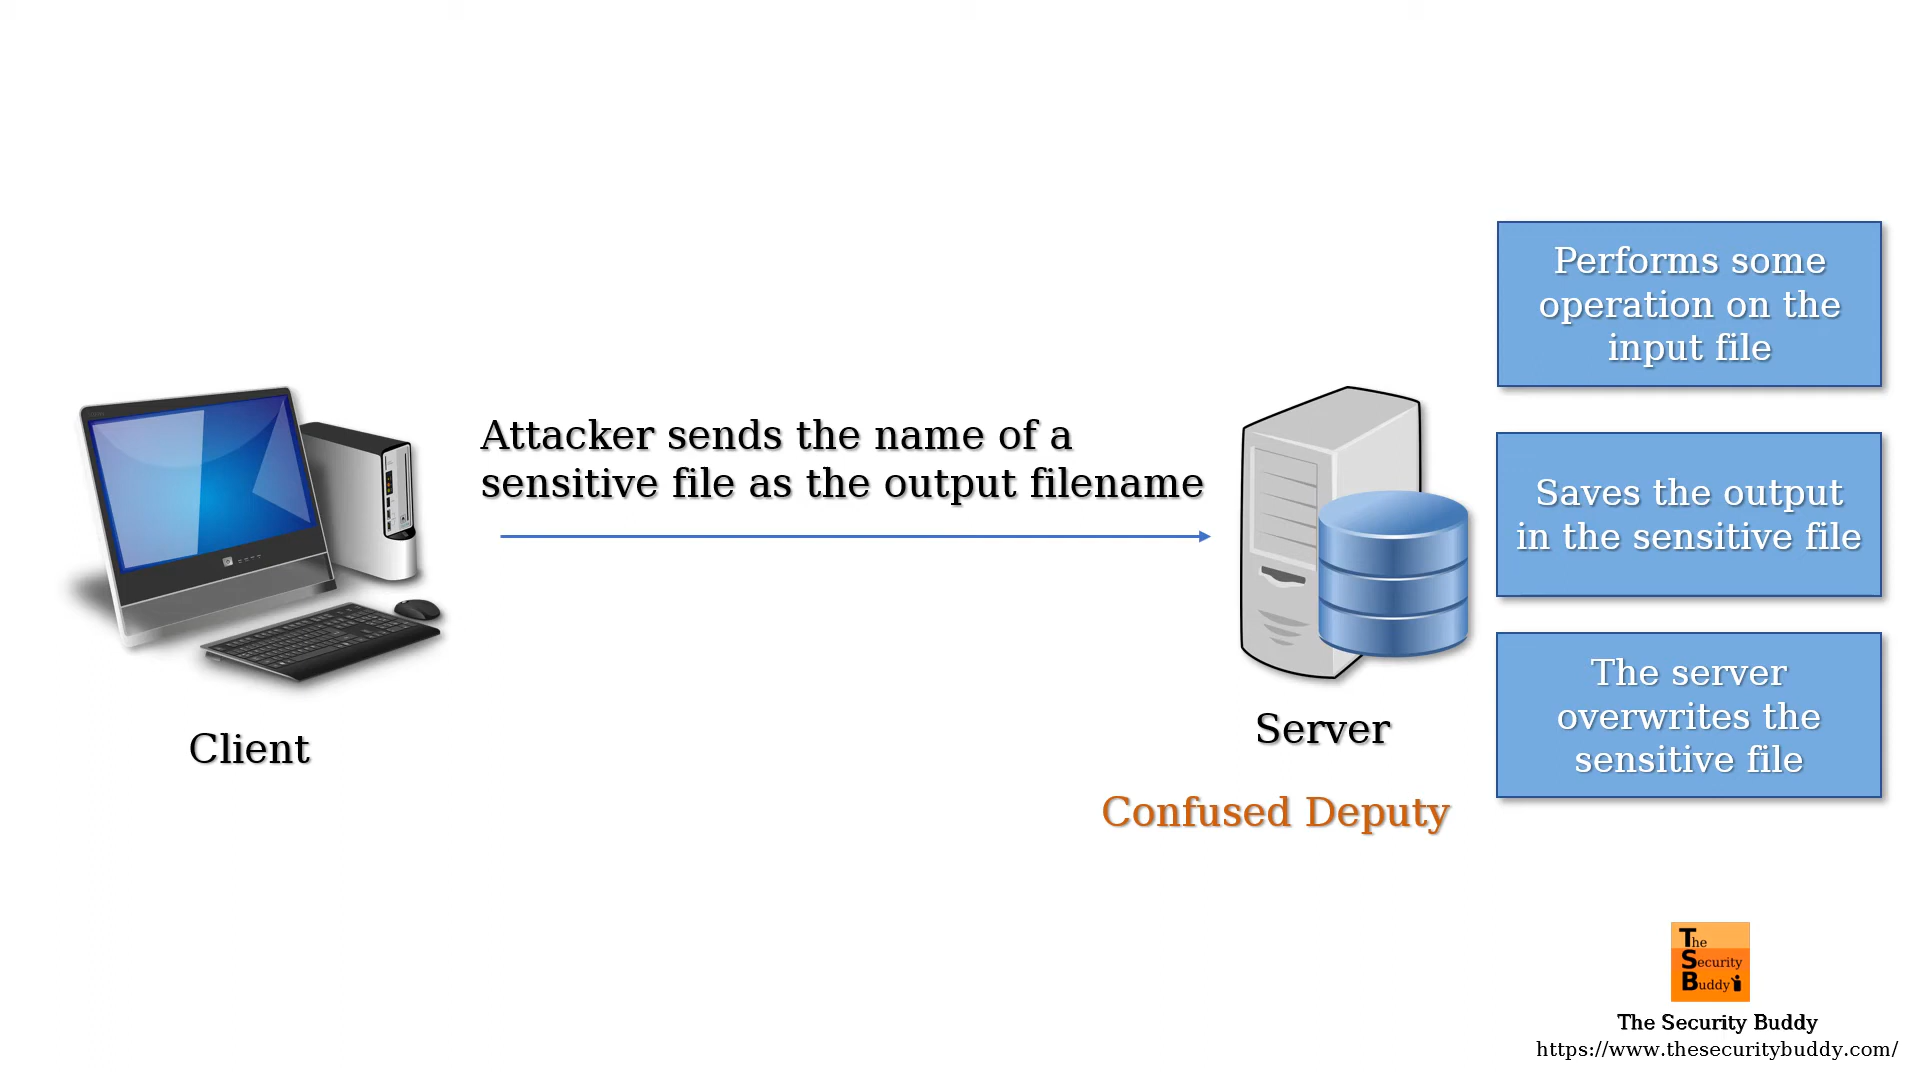 Performs some
operation on the
input file
Attacker sends the name of a
sensitive file as the output filename
Saves the output
in the sensitive file
The server
overwrites the
sensitive file
Client
Server
Confused Deputy
The
Security
Buddy
The Security Buddy
https://www.thesecuritybuddy.com/